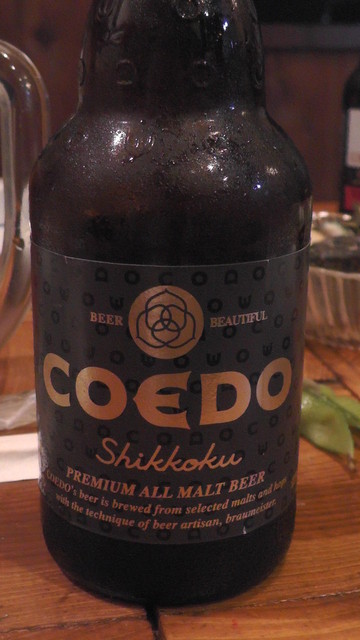 BEER BEAUTIFUL
COEDO
Shikkoku
PREMIUM ALL MALT BEER
COEDO's beer is brewed from selected malts and hops
with the technique of beer artisan, braumeister.